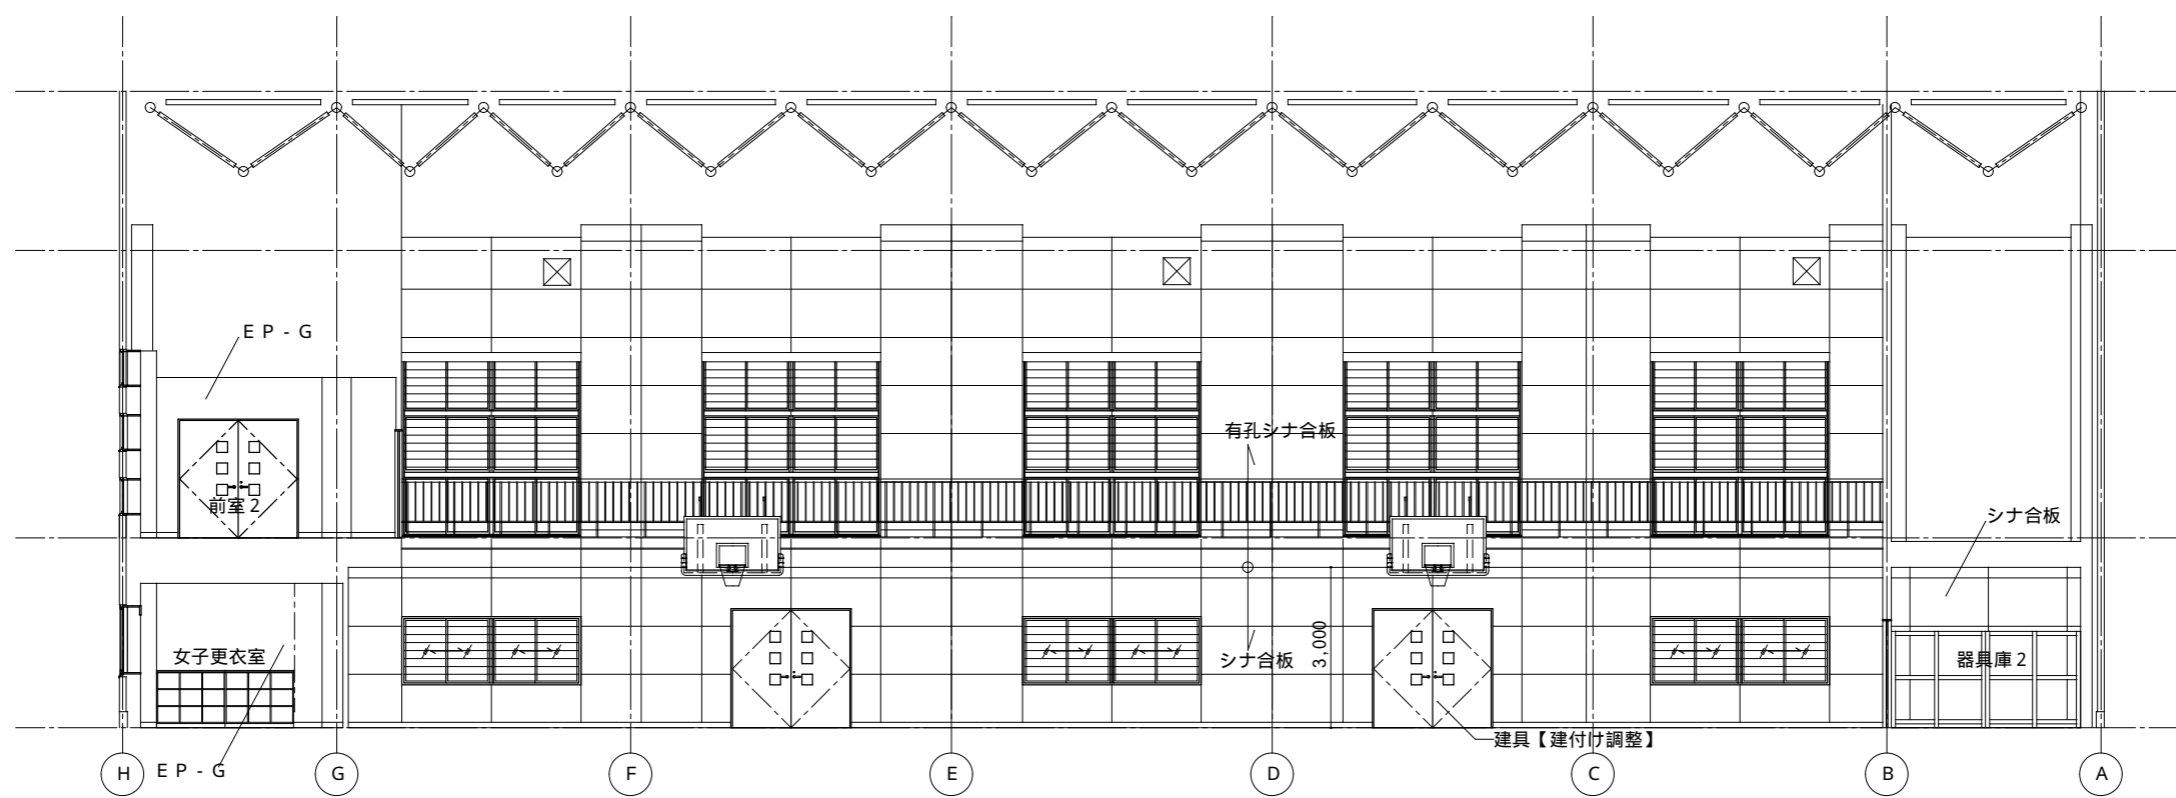 ＥＰ-Ｇ
有孔シナ合板
前室２
シナ合板
女子更衣室
シナ合板
3,000
器具庫２
建具【建付け調整】
ＥＰ-Ｇ
H G F E D C B A